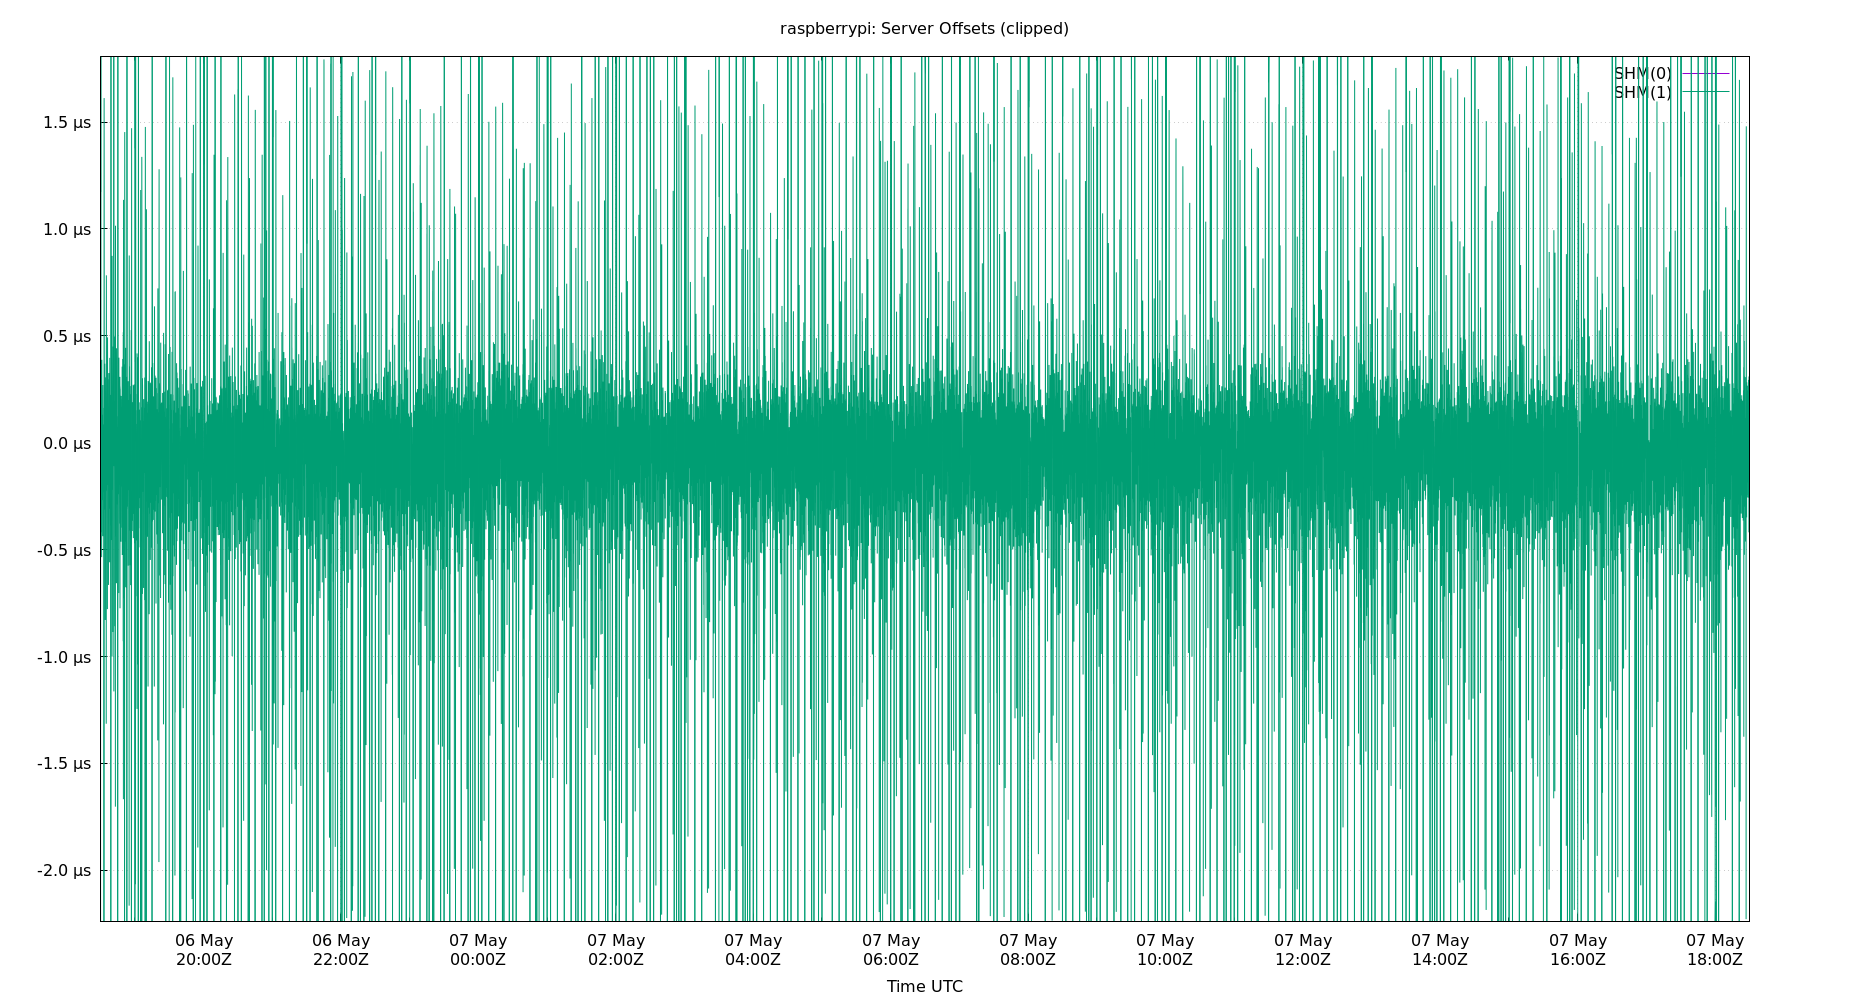 raspberrypi: Server Offsets (clipped)
SHM(0)
SHM(1)
1.5 µs
1.0 µs
0.5 µs
0.0 µs
-0.5 µs
-1.0 µs
-1.5 µs
-2.0 µs
06 May 06 May 07 May 07 May 07 May 07 May 07 May 07 May 07 May 07 May 07 May 07 May
20:00Z 22:00Z 00:00Z 02:00Z 04:00Z 06:00Z 08:00Z 10:00Z 12:00Z 14:00Z 16:00Z 18:00Z
Time UTC